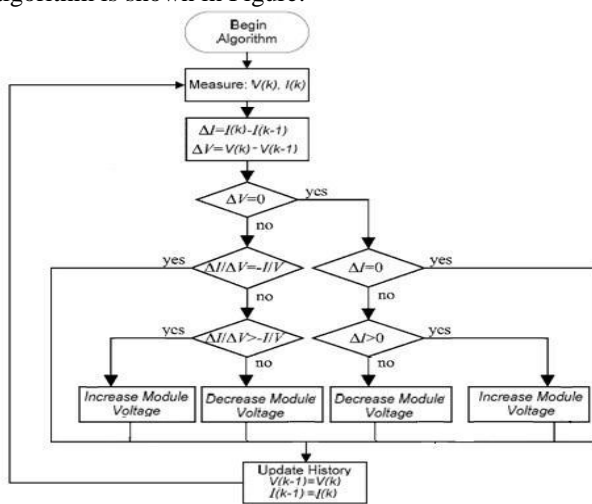 algorithm is shown in Figure.
Begin
Algorithm
Measure: V(k), I(k)
ΔI=I(k)-I(k-1)
ΔV=V(k)-V(k-1)
ΔV=0
yes
no
yes
ΔI/ΔV=-I/V
ΔI=0
yes
no
no
yes
ΔI/ΔV>-I/V
ΔI>0
yes
no
no
Increase Module
Voltage
Decrease Module
Voltage
Decrease Module
Voltage
Increase Module
Voltage
Update History
V(k-1)=V(k)
I(k-1)=I(k)